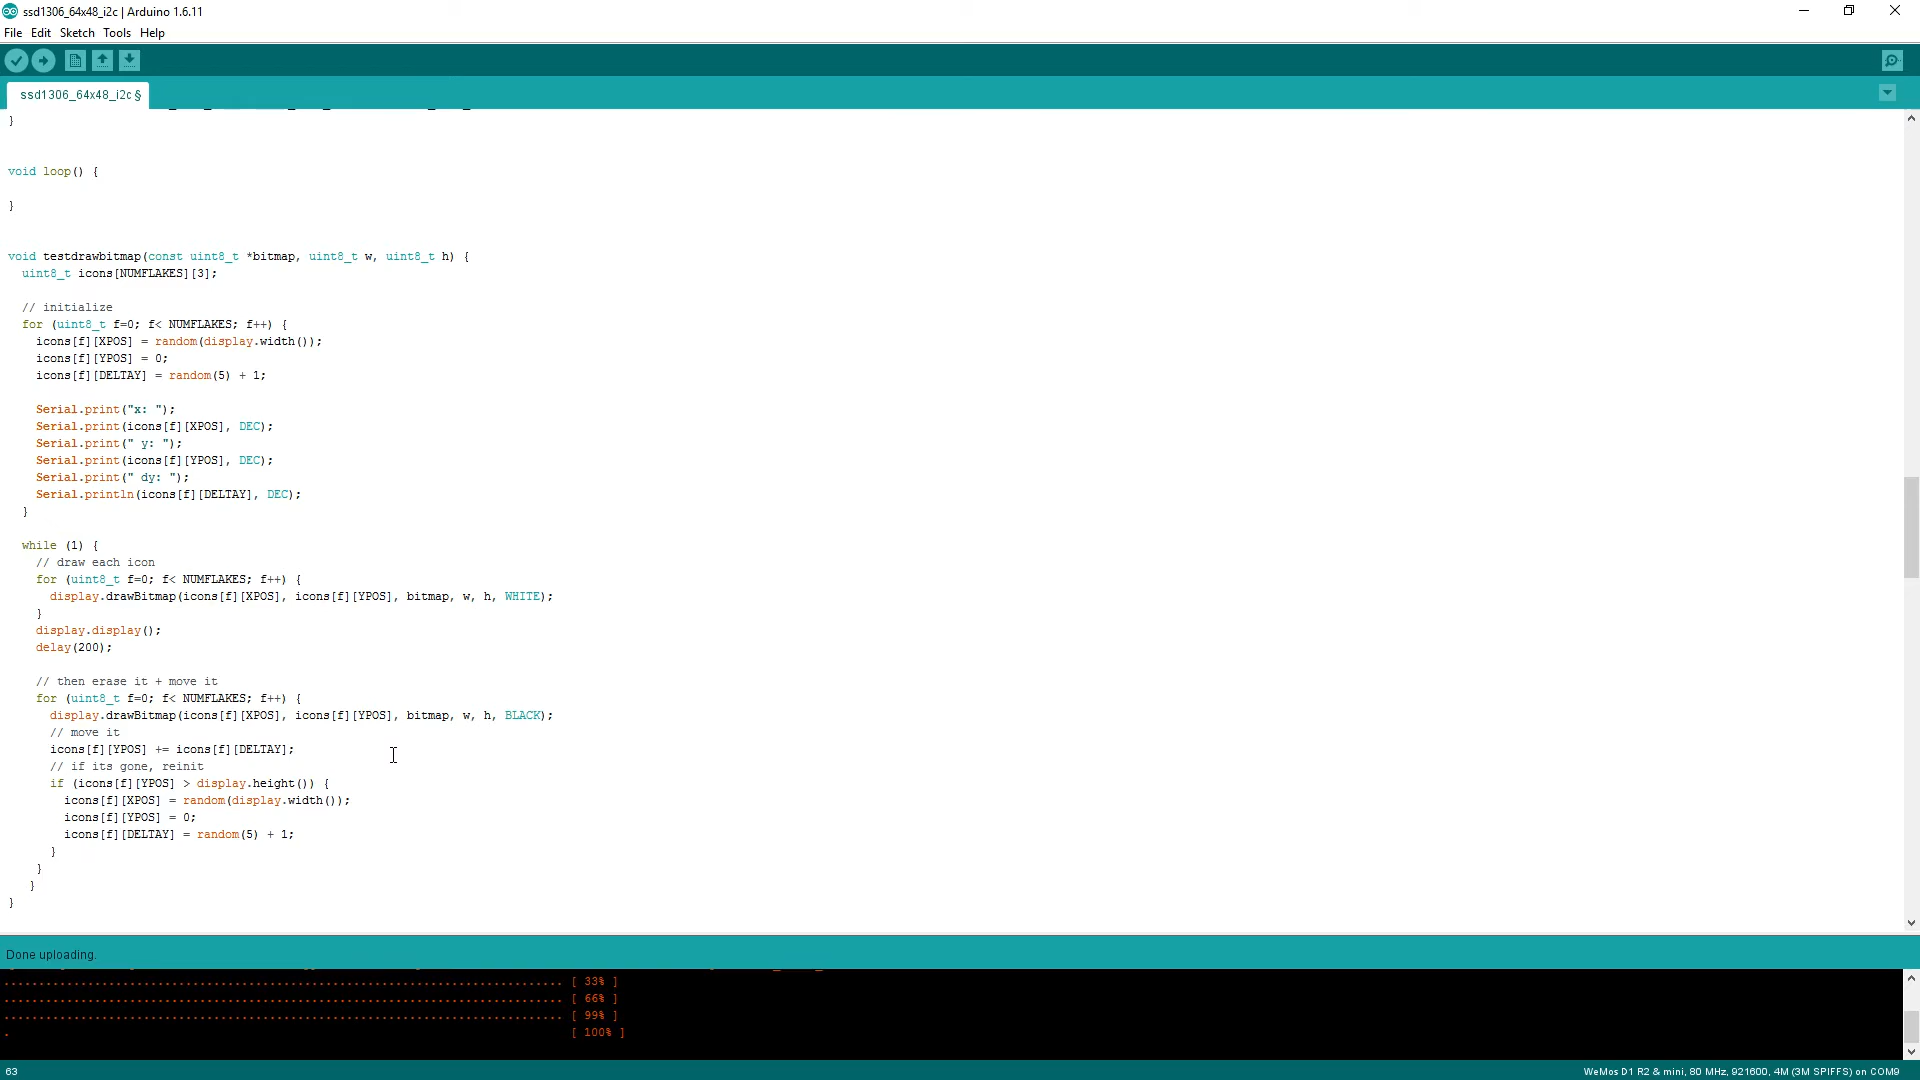 ssd1306_64x48_i2c | Arduino 1.6.11
File Edit Sketch Tools Help
ssd1306_64x48_i2c §
}
void loop() {
}
void testdrawbitmap(const uint8_t *bitmap, uint8_t w, uint8_t h) {
uint8_t icons[NUMFLAKES][3];
// initialize
for (uint8_t f=0; f< NUMFLAKES; f++) {
icons[f][XPOS] = random(display.width());
icons[f][YPOS] = 0;
icons[f][DELTAY] = random(5) + 1;
Serial.print("x: ");
Serial.print(icons[f][XPOS], DEC);
Serial.print(" y: ");
Serial.print(icons[f][YPOS], DEC);
Serial.print(" dy: ");
Serial.println(icons[f][DELTAY], DEC);
}
while (1) {
// draw each icon
for (uint8_t f=0; f< NUMFLAKES; f++) {
display.drawBitmap(icons[f][XPOS], icons[f][YPOS], bitmap, w, h, WHITE);
}
display.display();
delay(200);
// then erase it + move it
for (uint8_t f=0; f< NUMFLAKES; f++) {
display.drawBitmap(icons[f][XPOS], icons[f][YPOS], bitmap, w, h, BLACK);
// move it
icons[f][YPOS] += icons[f][DELTAY];
// if its gone, reinit
if (icons[f][YPOS] > display.height()) {
icons[f][XPOS] = random(display.width());
icons[f][YPOS] = 0;
icons[f][DELTAY] = random(5) + 1;
}
}
}
}
Done uploading.
................................................................................ [ 33% ]
................................................................................ [ 66% ]
................................................................................ [ 99% ]
. [ 100% ]
63
WeMos D1 R2 & mini, 80 MHz, 921600, 4M (3M SPIFFS) on COM9